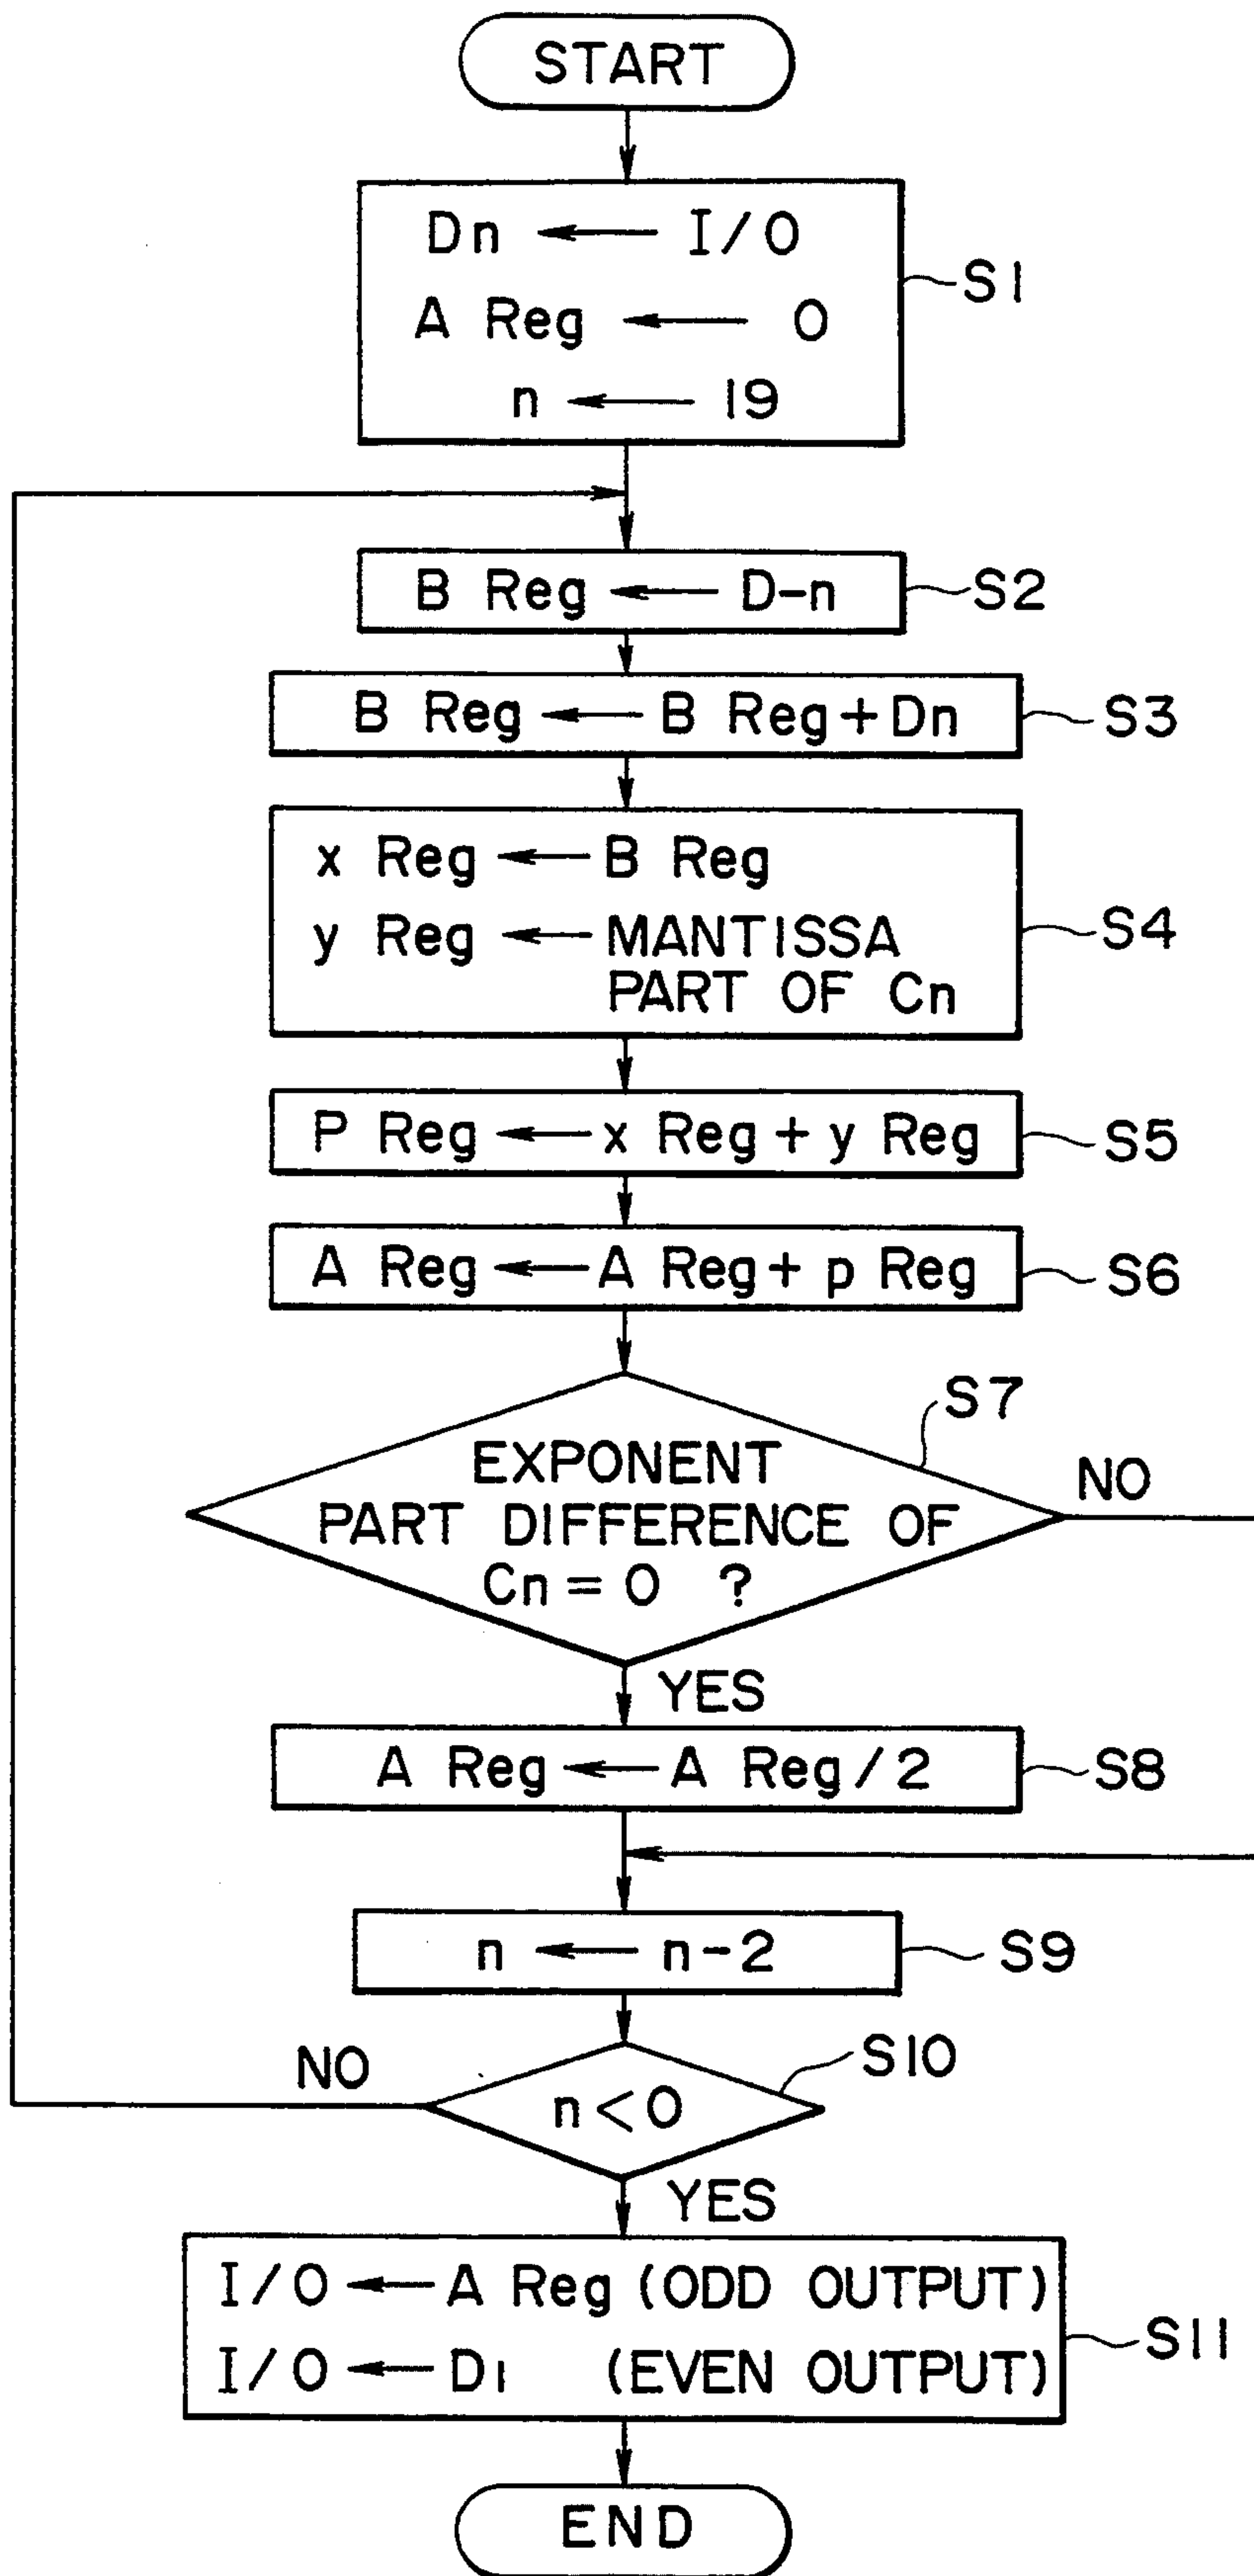 START
Dn ← I/O
A Reg ← 0
n ← 19
S1
B Reg ← D-n
S2
B Reg ← B Reg + Dn
S3
x Reg ← B Reg
y Reg ← MANTISSA
PART OF Cn
S4
P Reg ← x Reg + y Reg
S5
A Reg ← A Reg + p Reg
S6
S7
EXPONENT
PART DIFFERENCE OF
Cn = 0 ?
NO
YES
A Reg ← A Reg / 2
S8
n ← n-2
S9
S10
NO
n < 0
YES
I/O ← A Reg (ODD OUTPUT)
I/O ← D1 (EVEN OUTPUT)
S11
END